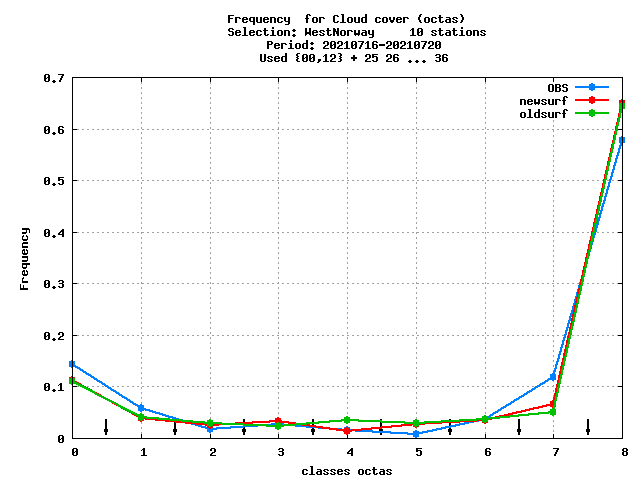 Frequency  for Cloud cover (octas)
Selection: WestNorway     10 stations
Period: 20210716-20210720
Used {00,12} + 25 26 ... 36
OBS
newsurf
oldsurf
Frequency
0.7
0.6
0.5
0.4
0.3
0.2
0.1
0
0 1 2 3 4 5 6 7 8
classes octas